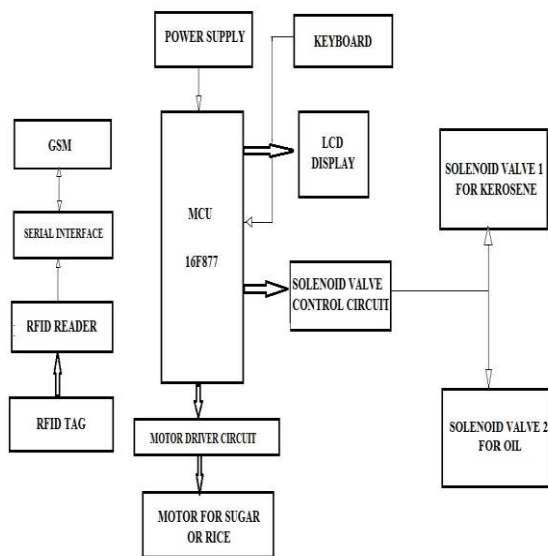 POWER SUPPLY
KEYBOARD
GSM
LCD
DISPLAY
SOLENOID VALVE 1
FOR KEROSENE
MCU
16F877
SERIAL INTERFACE
SOLENOID VALVE
CONTROL CIRCUIT
RFID READER
RFID TAG
MOTOR DRIVER CIRCUIT
SOLENOID VALVE 2
FOR OIL
MOTOR FOR SUGAR
OR RICE